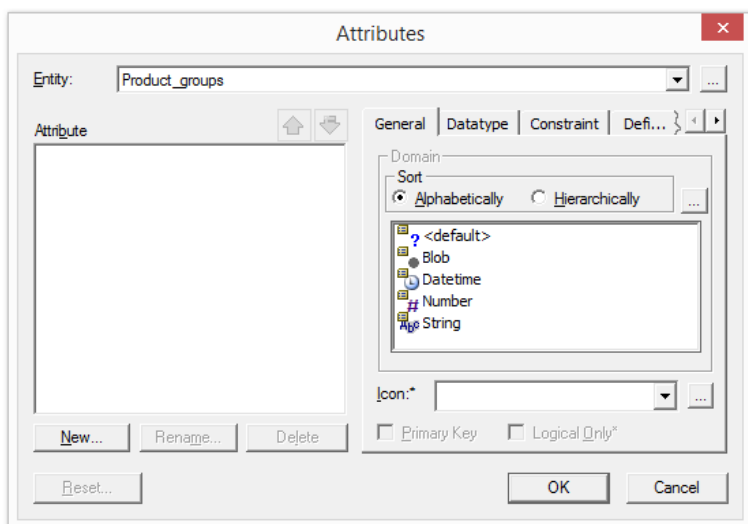 Attributes
Entity: Product_groups ...
Attribute
General Datatype Constraint Defi...
Domain
Sort
Alphabetically Hierarchically ...
<default>
Blob
Datetime
# Number
Abc String
Icon:* ...
New... Rename... Delete Primary Key Logical Only*
Reset... OK Cancel